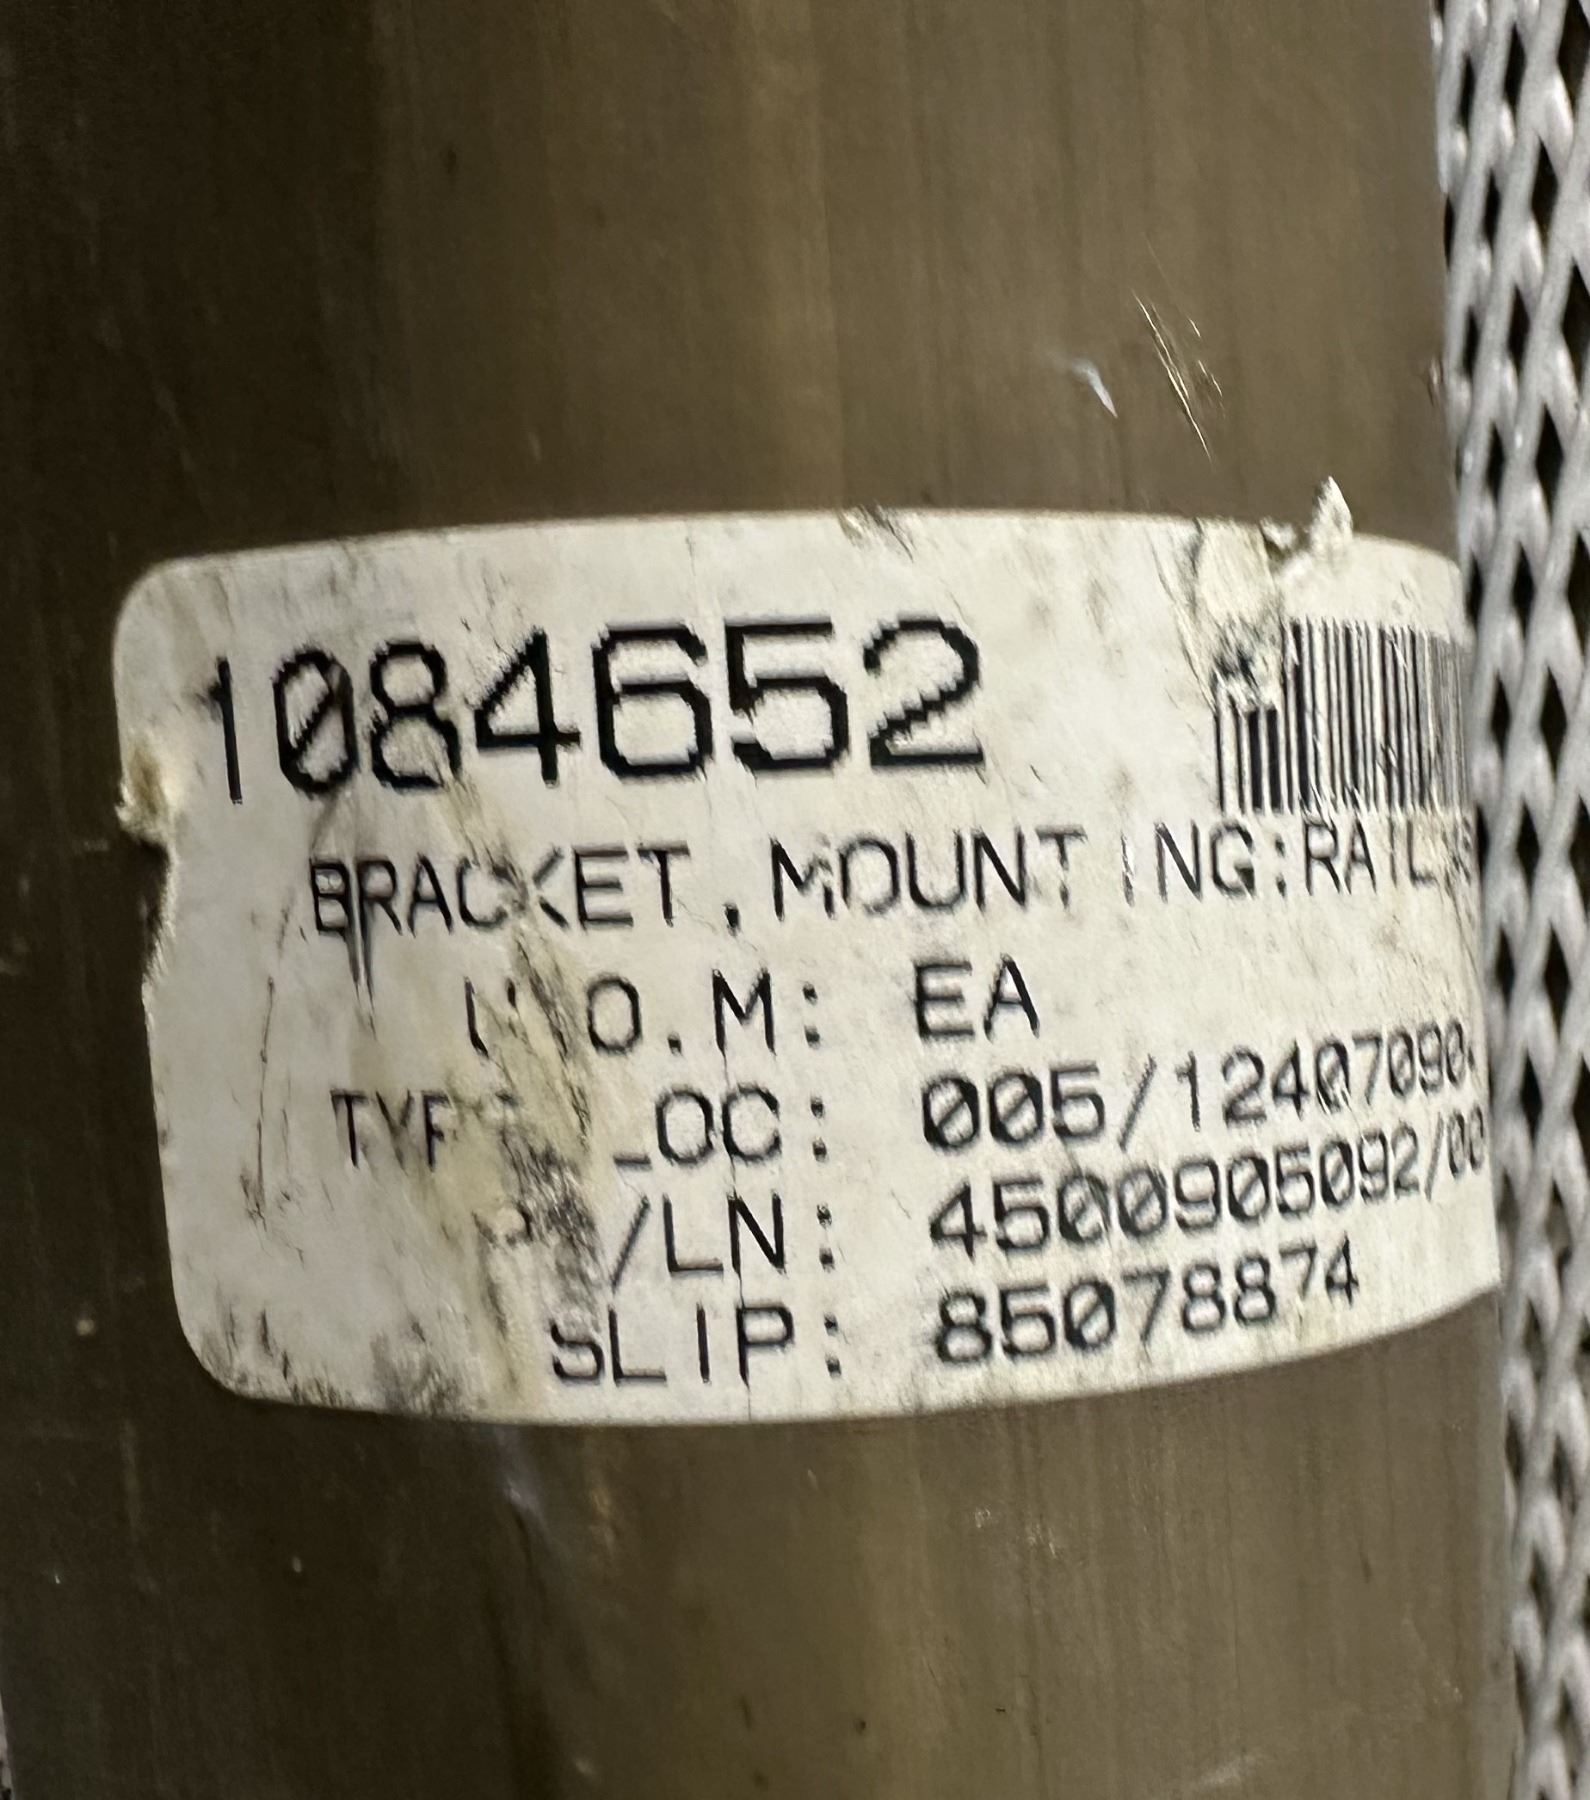 1084652
BRACKET,MOUNTING:RAIL
U.O.M: EA
LOC: 005/12407090
/LN: 4500905092/00
SLIP: 85078874